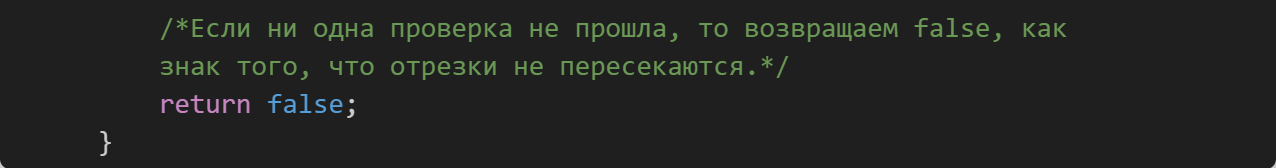 /*Если ни одна проверка не прошла, то возвращаем false, как
знак того, что отрезки не пересекаются.*/
return false;
}